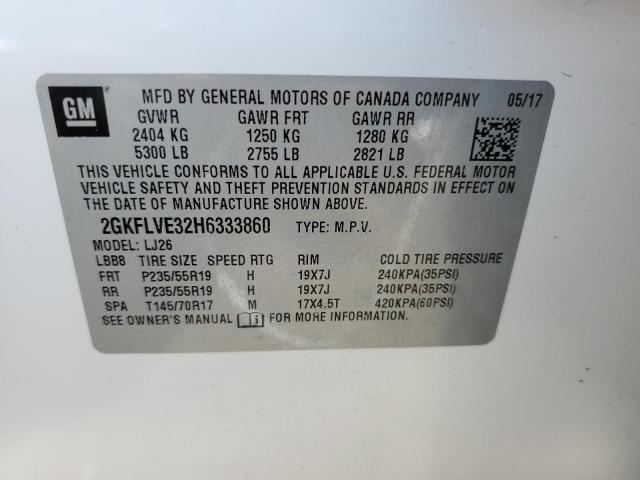 GM
MFD BY GENERAL MOTORS OF CANADA COMPANY 05/17
GVWR GAWR FRT GAWR RR
2404 KG 1250 KG 1280 KG
5300 LB 2755 LB 2821 LB
THIS VEHICLE CONFORMS TO ALL APPLICABLE U.S. FEDERAL MOTOR
VEHICLE SAFETY AND THEFT PREVENTION STANDARDS IN EFFECT ON
THE DATE OF MANUFACTURE SHOWN ABOVE.
2GKFLVE32H6333860 TYPE: M.P.V.
MODEL: LJ26
LBB8 TIRE SIZE SPEED RTG RIM COLD TIRE PRESSURE
FRT P235/55R19 H 19X7J 240KPA(35PSI)
RR P235/55R19 H 19X7J 240KPA(35PSI)
SPA T145/70R17 M 17X4.5T 420KPA(60PSI)
SEE OWNER'S MANUAL FOR MORE INFORMATION.